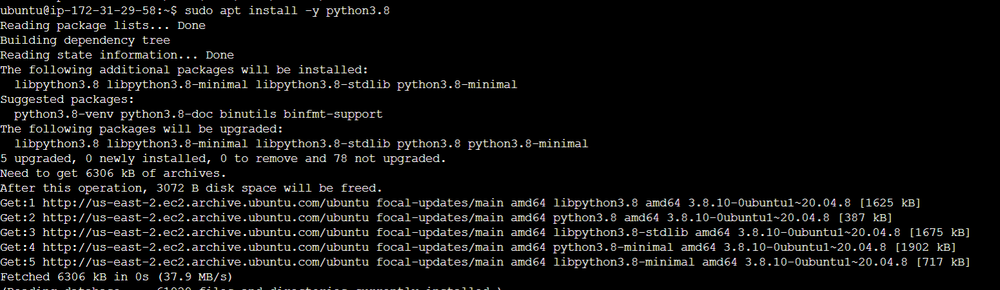 ubuntu@ip-172-31-29-58:~$ sudo apt install -y python3.8
Reading package lists... Done
Building dependency tree
Reading state information... Done
The following additional packages will be installed:
  libpython3.8 libpython3.8-minimal libpython3.8-stdlib python3.8-minimal
Suggested packages:
  python3.8-venv python3.8-doc binutils binfmt-support
The following packages will be upgraded:
  libpython3.8 libpython3.8-minimal libpython3.8-stdlib python3.8 python3.8-minimal
5 upgraded, 0 newly installed, 0 to remove and 78 not upgraded.
Need to get 6306 kB of archives.
After this operation, 3072 B disk space will be freed.
Get:1 http://us-east-2.ec2.archive.ubuntu.com/ubuntu focal-updates/main amd64 libpython3.8 amd64 3.8.10-0ubuntu1~20.04.8 [1625 kB]
Get:2 http://us-east-2.ec2.archive.ubuntu.com/ubuntu focal-updates/main amd64 python3.8 amd64 3.8.10-0ubuntu1~20.04.8 [387 kB]
Get:3 http://us-east-2.ec2.archive.ubuntu.com/ubuntu focal-updates/main amd64 libpython3.8-stdlib amd64 3.8.10-0ubuntu1~20.04.8 [1675 kB]
Get:4 http://us-east-2.ec2.archive.ubuntu.com/ubuntu focal-updates/main amd64 python3.8-minimal amd64 3.8.10-0ubuntu1~20.04.8 [1902 kB]
Get:5 http://us-east-2.ec2.archive.ubuntu.com/ubuntu focal-updates/main amd64 libpython3.8-minimal amd64 3.8.10-0ubuntu1~20.04.8 [717 kB]
Fetched 6306 kB in 0s (37.9 MB/s)
(Reading database ... files and directories currently installed.)